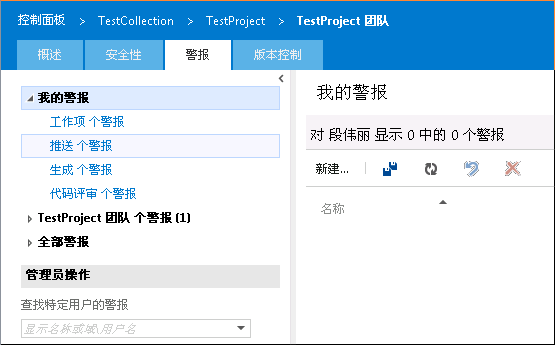 控制面板 > TestCollection > TestProject > TestProject 团队
概述 安全性 警报 版本控制
我的警报
工作项 个警报
推送 个警报
生成 个警报
代码评审 个警报
TestProject 团队 个警报 (1)
全部警报
管理员操作
查找特定用户的警报
显示名称或域\用户名
我的警报
对 段伟丽 显示 0 中的 0 个警报
新建...
名称